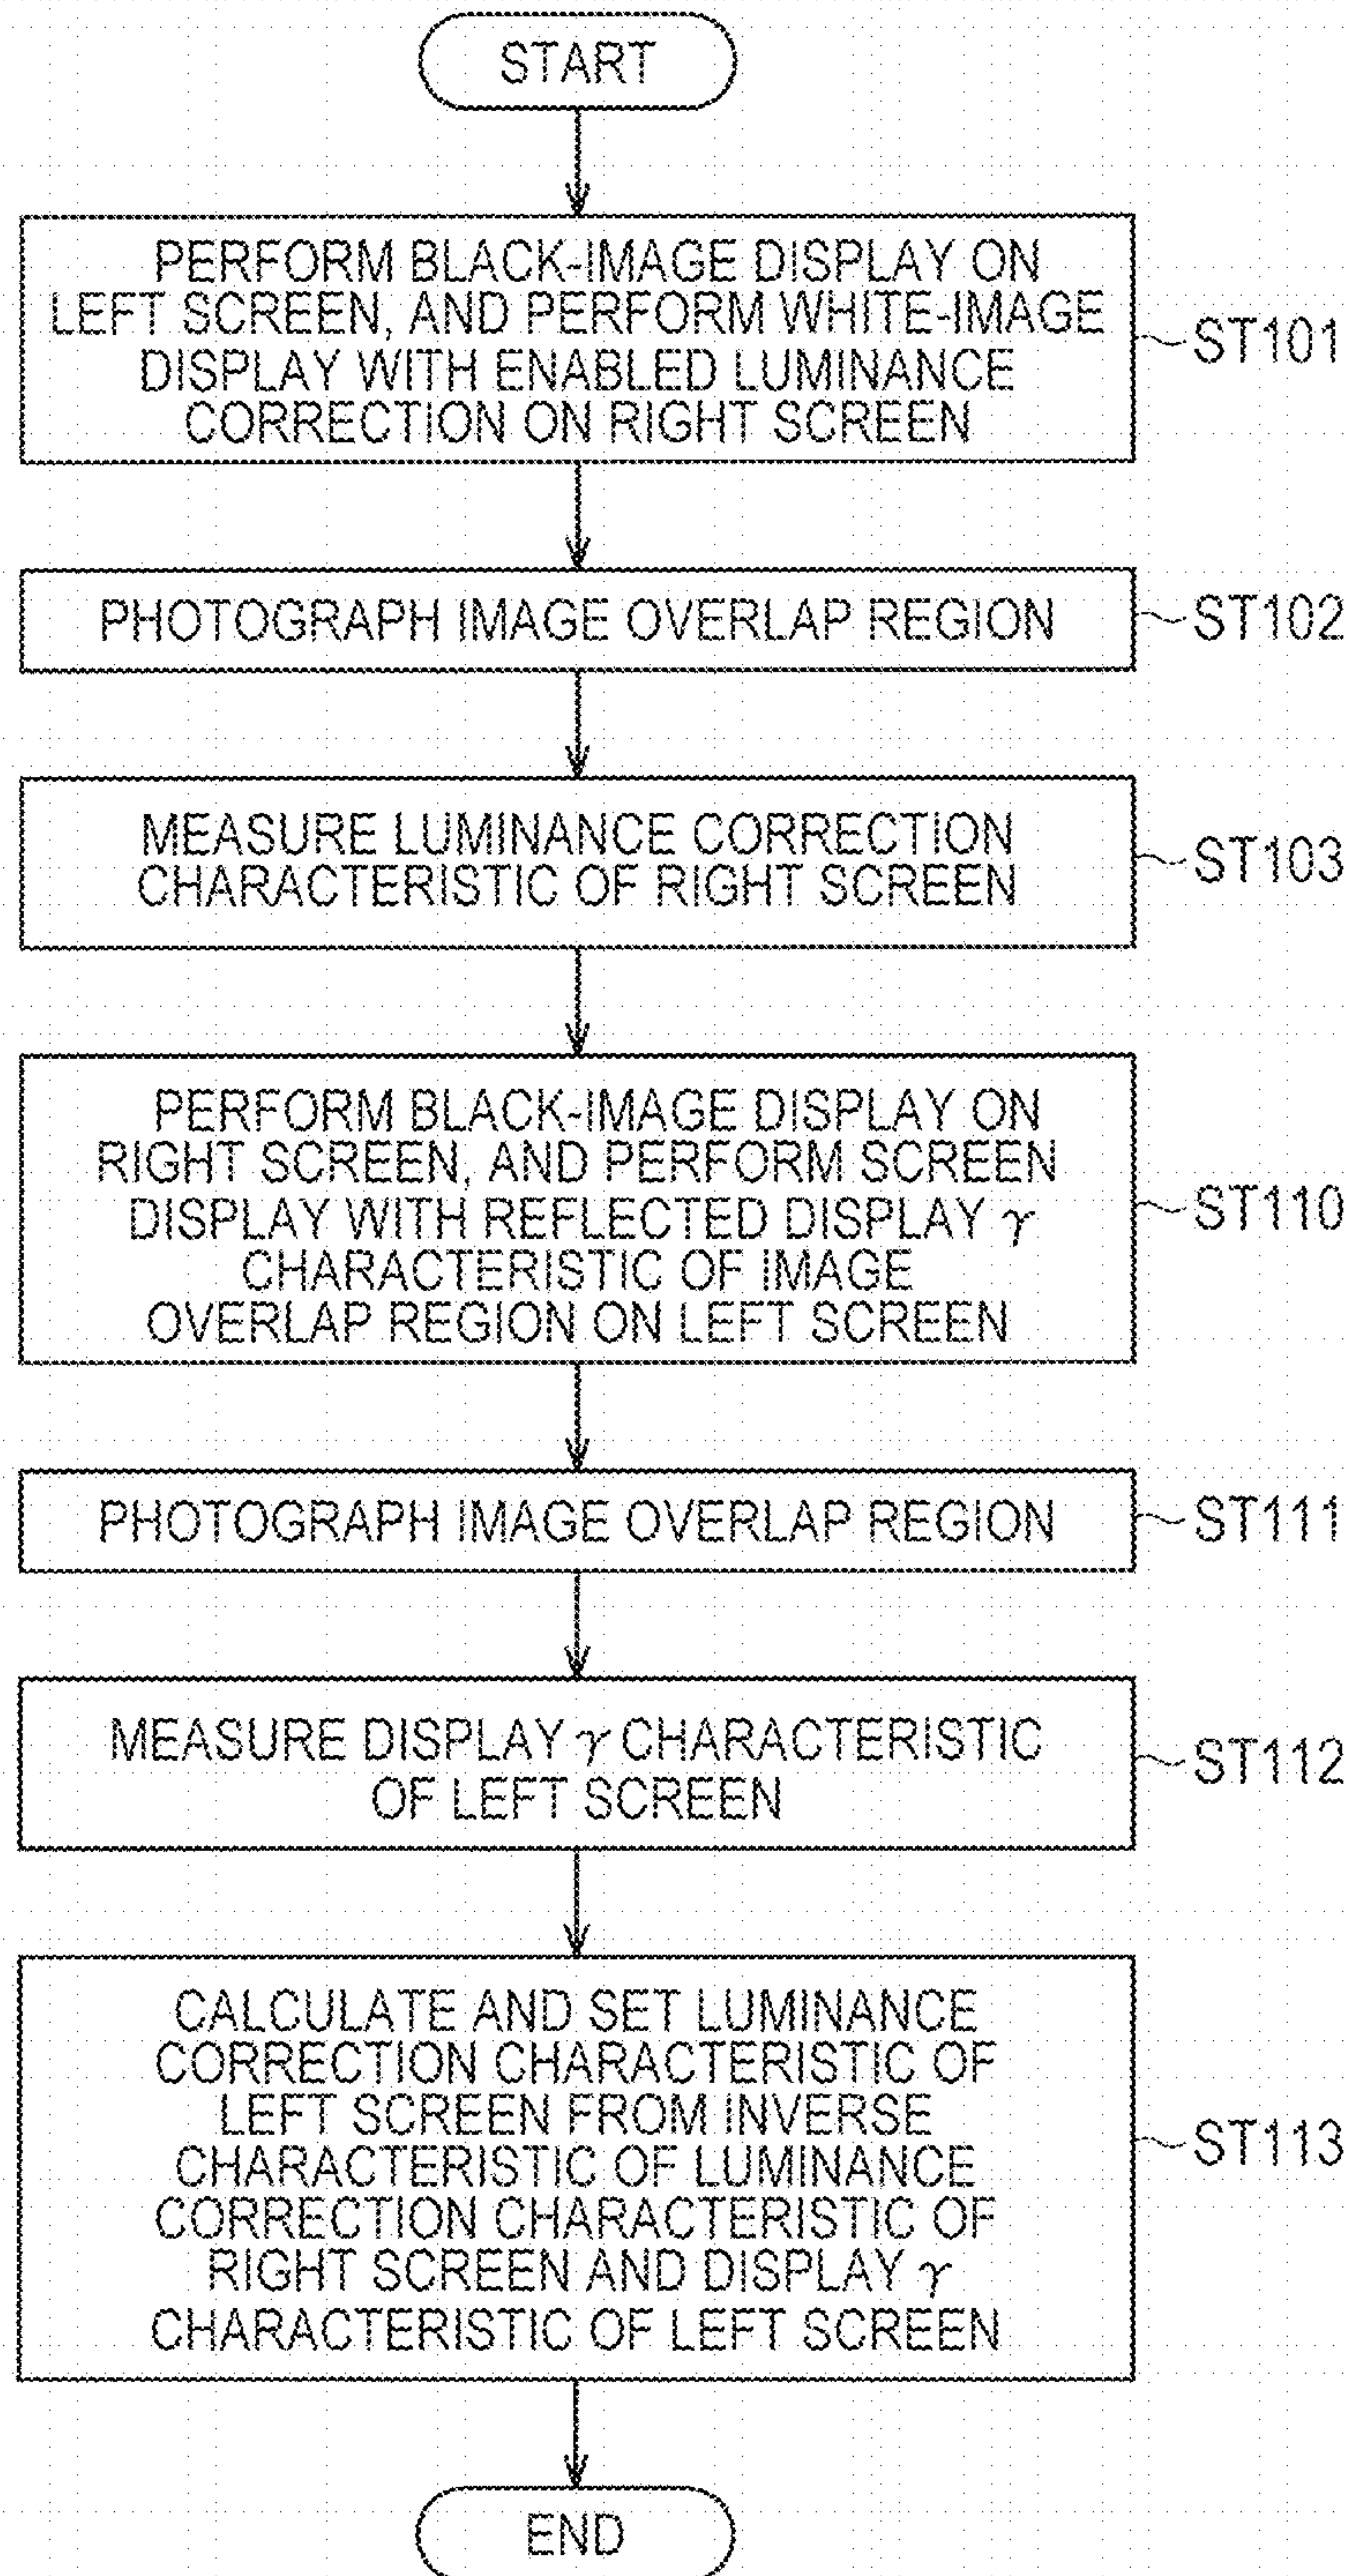 START
PERFORM BLACK-IMAGE DISPLAY ON
LEFT SCREEN, AND PERFORM WHITE-IMAGE
DISPLAY WITH ENABLED LUMINANCE
CORRECTION ON RIGHT SCREEN
ST101
PHOTOGRAPH IMAGE OVERLAP REGION
ST102
MEASURE LUMINANCE CORRECTION
CHARACTERISTIC OF RIGHT SCREEN
ST103
PERFORM BLACK-IMAGE DISPLAY ON
RIGHT SCREEN, AND PERFORM SCREEN
DISPLAY WITH REFLECTED DISPLAY γ
CHARACTERISTIC OF IMAGE
OVERLAP REGION ON LEFT SCREEN
ST110
PHOTOGRAPH IMAGE OVERLAP REGION
ST111
MEASURE DISPLAY γ CHARACTERISTIC
OF LEFT SCREEN
ST112
CALCULATE AND SET LUMINANCE
CORRECTION CHARACTERISTIC OF
LEFT SCREEN FROM INVERSE
CHARACTERISTIC OF LUMINANCE
CORRECTION CHARACTERISTIC OF
RIGHT SCREEN AND DISPLAY γ
CHARACTERISTIC OF LEFT SCREEN
ST113
END